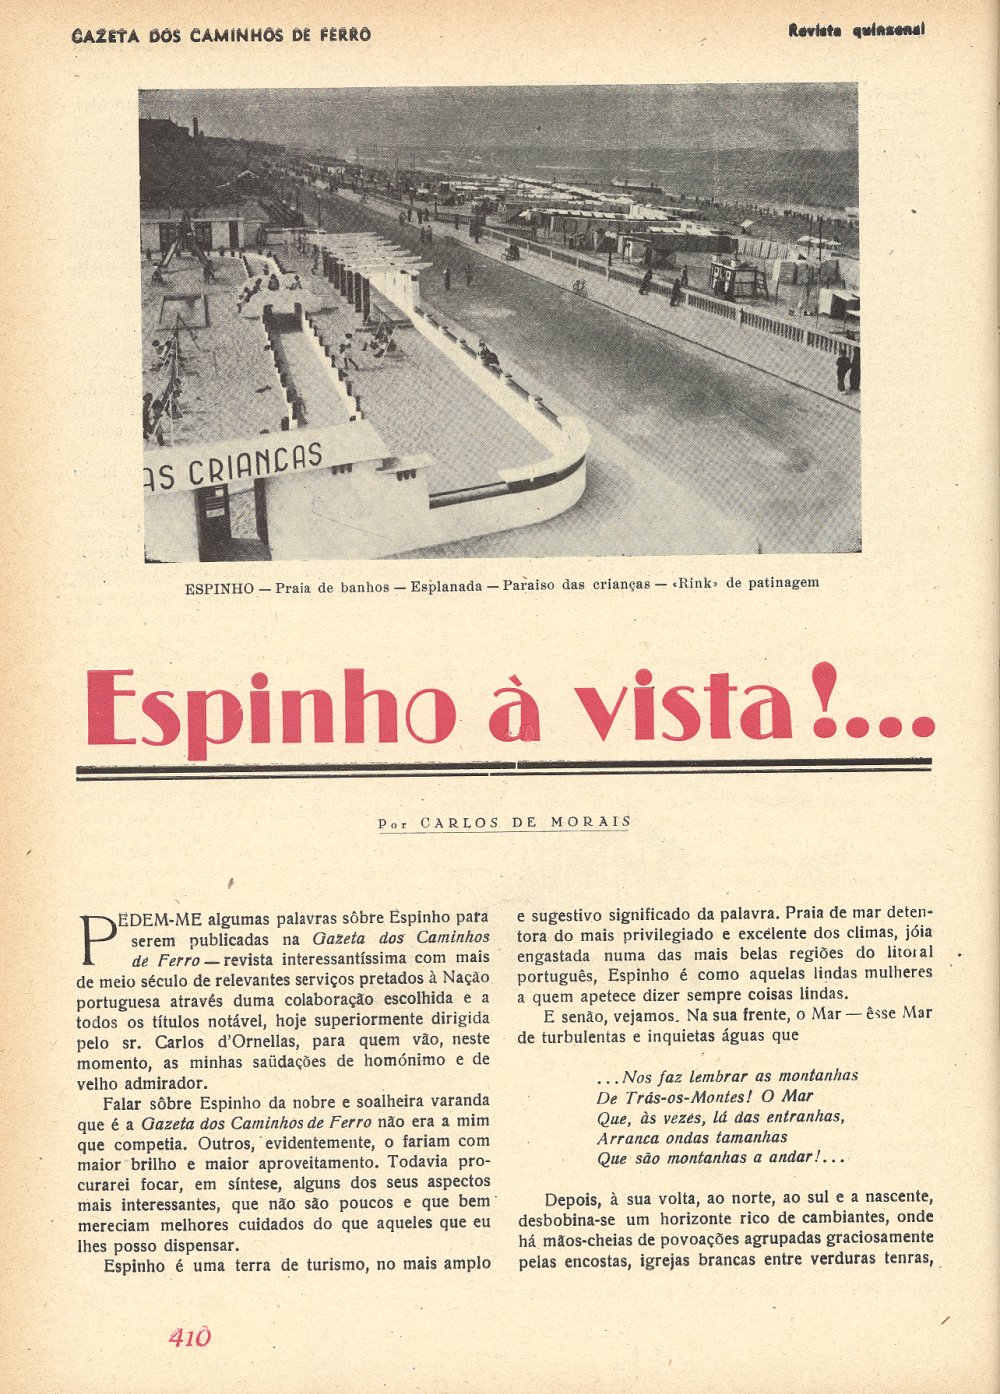 GAZETA DOS CAMINHOS DE FERRO
Revista quinzenal
AS CRIANCAS
ESPINHO — Praia de banhos — Esplanada — Paraiso das crianças — «Rink» de patinagem
Espinho à vista!...
Por CARLOS DE MORAIS
PEDEM-ME algumas palavras sôbre Espinho para
serem publicadas na Gazeta dos Caminhos
de Ferro — revista interessantíssima com mais
de meio século de relevantes serviços pretados à Nação
portuguesa através duma colaboração escolhida e a
todos os títulos notável, hoje superiormente dirigida
pelo sr. Carlos d'Ornellas, para quem vão, neste
momento, as minhas saüdações de homónimo e de
velho admirador.
Falar sôbre Espinho da nobre e soalheira varanda
que é a Gazeta dos Caminhos de Ferro não era a mim
que competia. Outros, evidentemente, o fariam com
maior brilho e maior aproveitamento. Todavia pro-
curarei focar, em síntese, alguns dos seus aspectos
mais interessantes, que não são poucos e que bem
mereciam melhores cuidados do que aqueles que eu
lhes posso dispensar.
Espinho é uma terra de turismo, no mais amplo
e sugestivo significado da palavra. Praia de mar deten-
tora do mais privilegiado e excelente dos climas, jóia
engastada numa das mais belas regiões do litoral
português, Espinho é como aquelas lindas mulheres
a quem apetece dizer sempre coisas lindas.
E senão, vejamos. Na sua frente, o Mar — êsse Mar
de turbulentas e inquietas águas que
...Nos faz lembrar as montanhas
De Trás-os-Montes! O Mar
Que, às vezes, lá das entranhas,
Arranca ondas tamanhas
Que são montanhas a andar!...
Depois, à sua volta, ao norte, ao sul e a nascente,
desbobina-se um horizonte rico de cambiantes, onde
há mãos-cheias de povoações agrupadas graciosamente
pelas encostas, igrejas brancas entre verduras tenras,
410